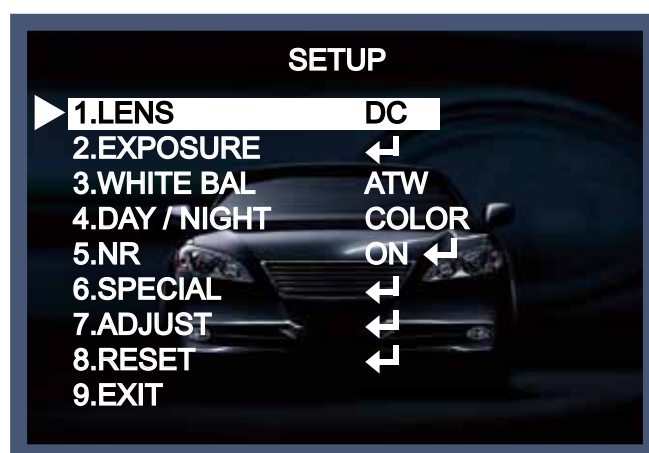 SETUP
1.LENS DC
2.EXPOSURE ↵
3.WHITE BAL ATW
4.DAY / NIGHT COLOR
5.NR ON ↵
6.SPECIAL ↵
7.ADJUST ↵
8.RESET ↵
9.EXIT